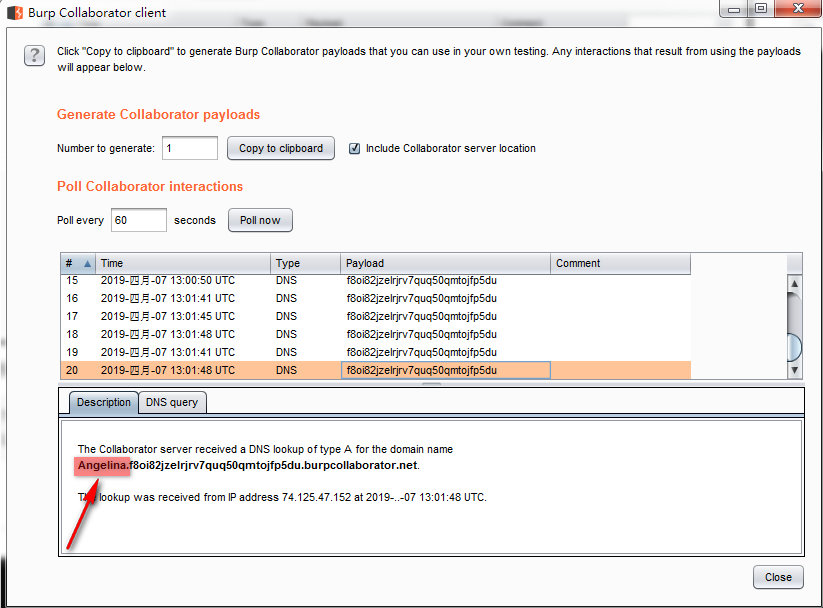 Burp Collaborator client
Click "Copy to clipboard" to generate Burp Collaborator payloads that you can use in your own testing. Any interactions that result from using the payloads
will appear below.
Generate Collaborator payloads
Number to generate: 1 Copy to clipboard Include Collaborator server location
Poll Collaborator interactions
Poll every 60 seconds Poll now
# Time Type Payload Comment
15 2019-四月-07 13:00:50 UTC DNS f8oi82jzelrjrv7quq50qmtojfp5du
16 2019-四月-07 13:01:41 UTC DNS f8oi82jzelrjrv7quq50qmtojfp5du
17 2019-四月-07 13:01:45 UTC DNS f8oi82jzelrjrv7quq50qmtojfp5du
18 2019-四月-07 13:01:48 UTC DNS f8oi82jzelrjrv7quq50qmtojfp5du
19 2019-四月-07 13:01:41 UTC DNS f8oi82jzelrjrv7quq50qmtojfp5du
20 2019-四月-07 13:01:48 UTC DNS f8oi82jzelrjrv7quq50qmtojfp5du
Description DNS query
The Collaborator server received a DNS lookup of type A for the domain name
Angelina.f8oi82jzelrjrv7quq50qmtojfp5du.burpcollaborator.net.
The lookup was received from IP address 74.125.47.152 at 2019-..-07 13:01:48 UTC.
Close